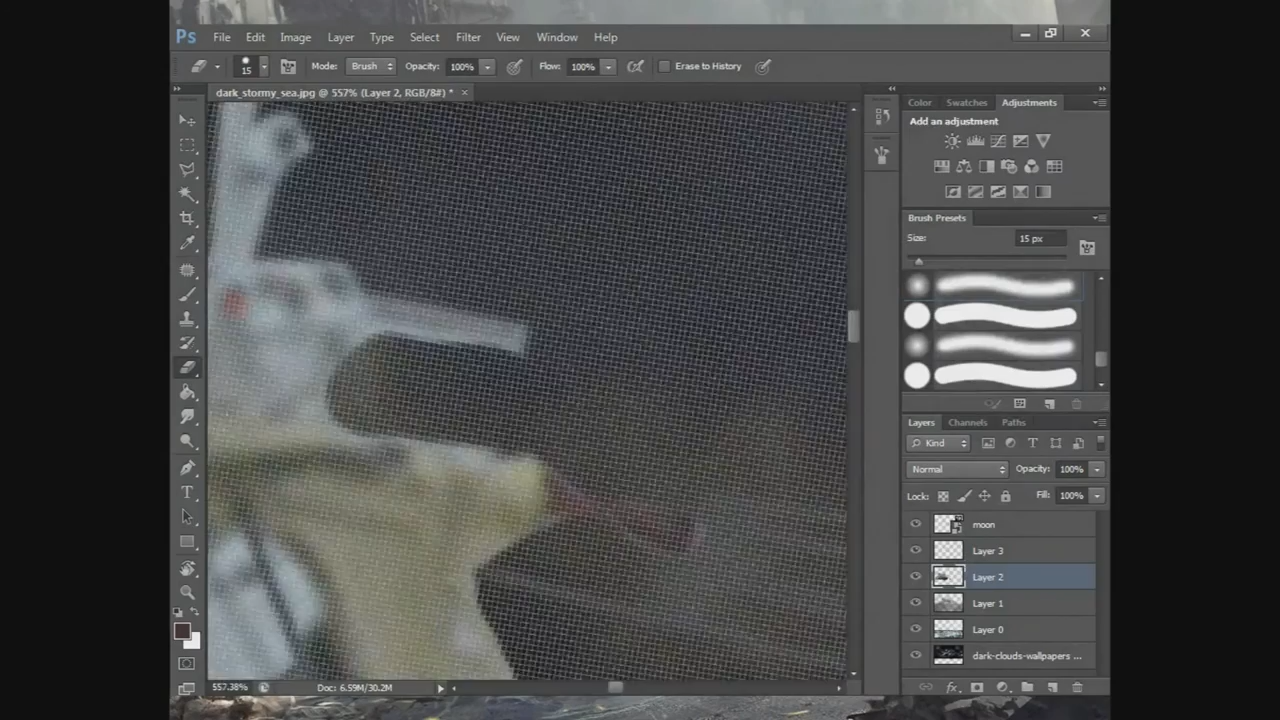 Ps File Edit Image Layer Type Select Filter View Window Help
15 Mode: Brush Opacity: 100% Flow: 100% Erase to History
dark_stormy_sea.jpg @ 557% (Layer 2, RGB/8#) * ×
Color Swatches Adjustments
Add an adjustment
Brush Presets
Size: 15 px
Layers Channels Paths
Kind
Normal Opacity: 100%
Lock: Fill: 100%
moon
Layer 3
Layer 2
Layer 1
Layer 0
dark-clouds-wallpapers ...
557.38% Doc: 6.59M/30.2M